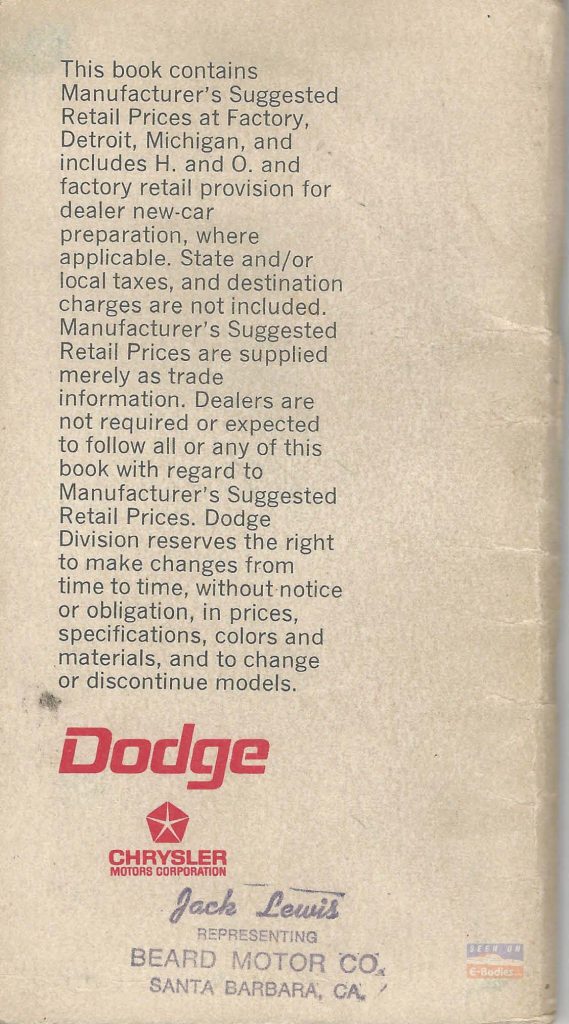 This book contains
Manufacturer's Suggested
Retail Prices at Factory,
Detroit, Michigan, and
includes H. and O. and
factory retail provision for
dealer new-car
preparation, where
applicable. State and/or
local taxes, and destination
charges are not included.
Manufacturer's Suggested
Retail Prices are supplied
merely as trade
information. Dealers are
not required or expected
to follow all or any of this
book with regard to
Manufacturer's Suggested
Retail Prices. Dodge
Division reserves the right
to make changes from
time to time, without notice
or obligation, in prices,
specifications, colors and
materials, and to change
or discontinue models.
Dodge
CHRYSLER
MOTORS CORPORATION
Jack Lewis
REPRESENTING
BEARD MOTOR CO.
SANTA BARBARA, CA.
SEEN ON
E-Bodies